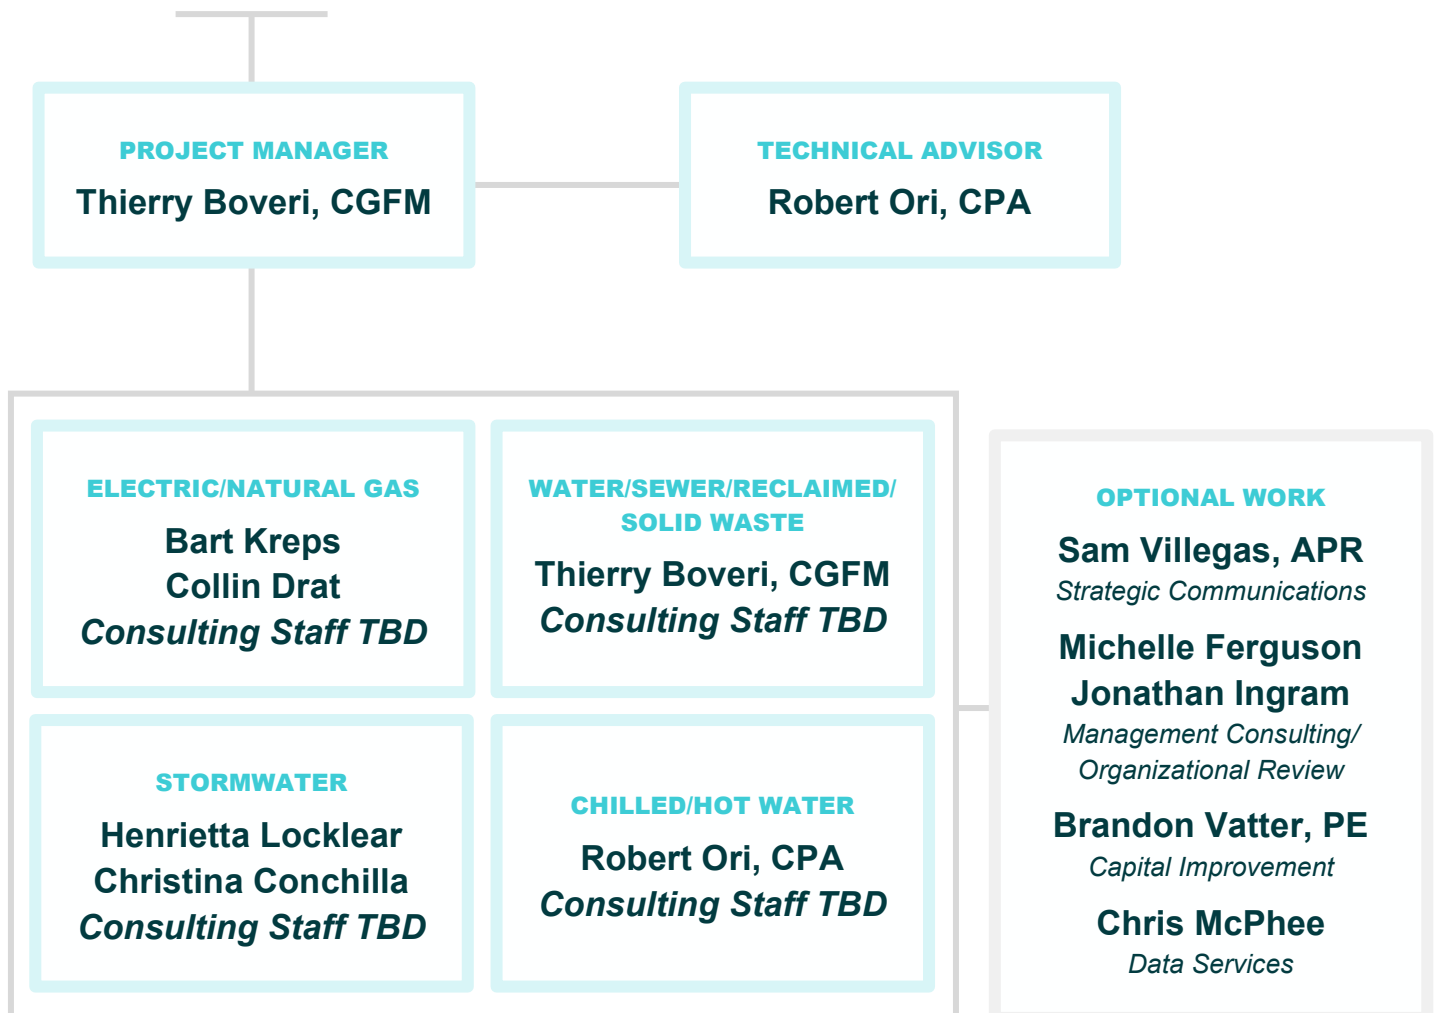 PROJECT MANAGER
Thierry Boveri, CGFM
TECHNICAL ADVISOR
Robert Ori, CPA
ELECTRIC/NATURAL GAS
Bart Kreps
Collin Drat
Consulting Staff TBD
WATER/SEWER/RECLAIMED/
SOLID WASTE
Thierry Boveri, CGFM
Consulting Staff TBD
STORMWATER
Henrietta Locklear
Christina Conchilla
Consulting Staff TBD
CHILLED/HOT WATER
Robert Ori, CPA
Consulting Staff TBD
OPTIONAL WORK
Sam Villegas, APR
Strategic Communications
Michelle Ferguson
Jonathan Ingram
Management Consulting/
Organizational Review
Brandon Vatter, PE
Capital Improvement
Chris McPhee
Data Services